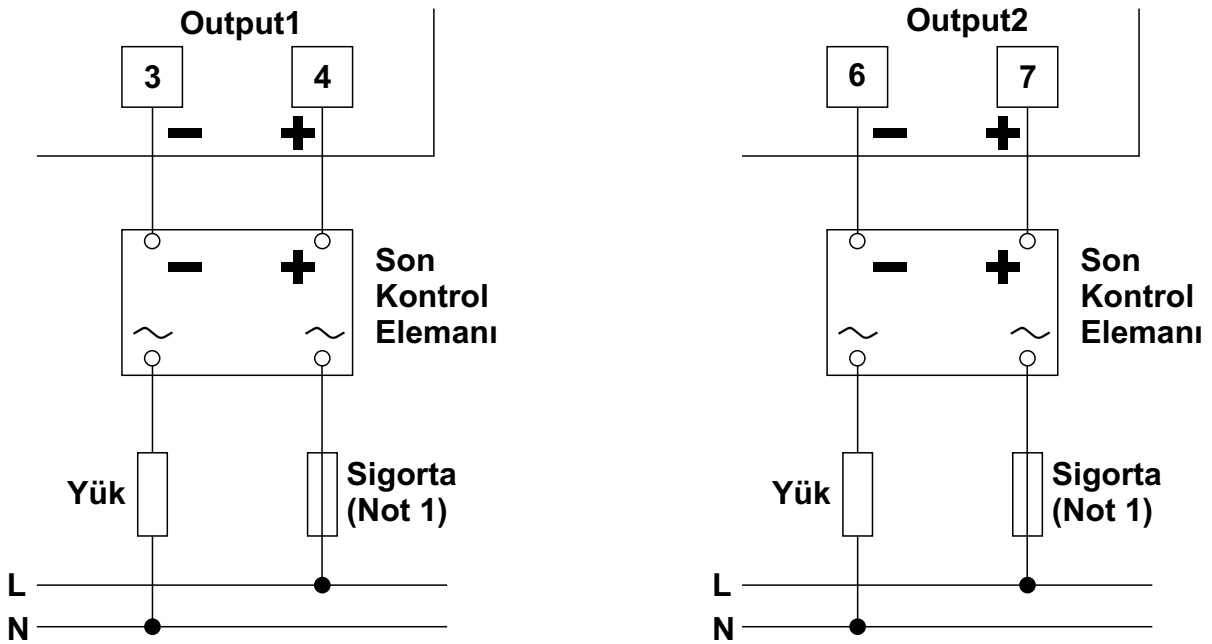 Output1
3
4
− +
− +
Son
Kontrol
Elemanı
~ ~
Yük
Sigorta
(Not 1)
L
N
Output2
6
7
− +
− +
Son
Kontrol
Elemanı
~ ~
Yük
Sigorta
(Not 1)
L
N